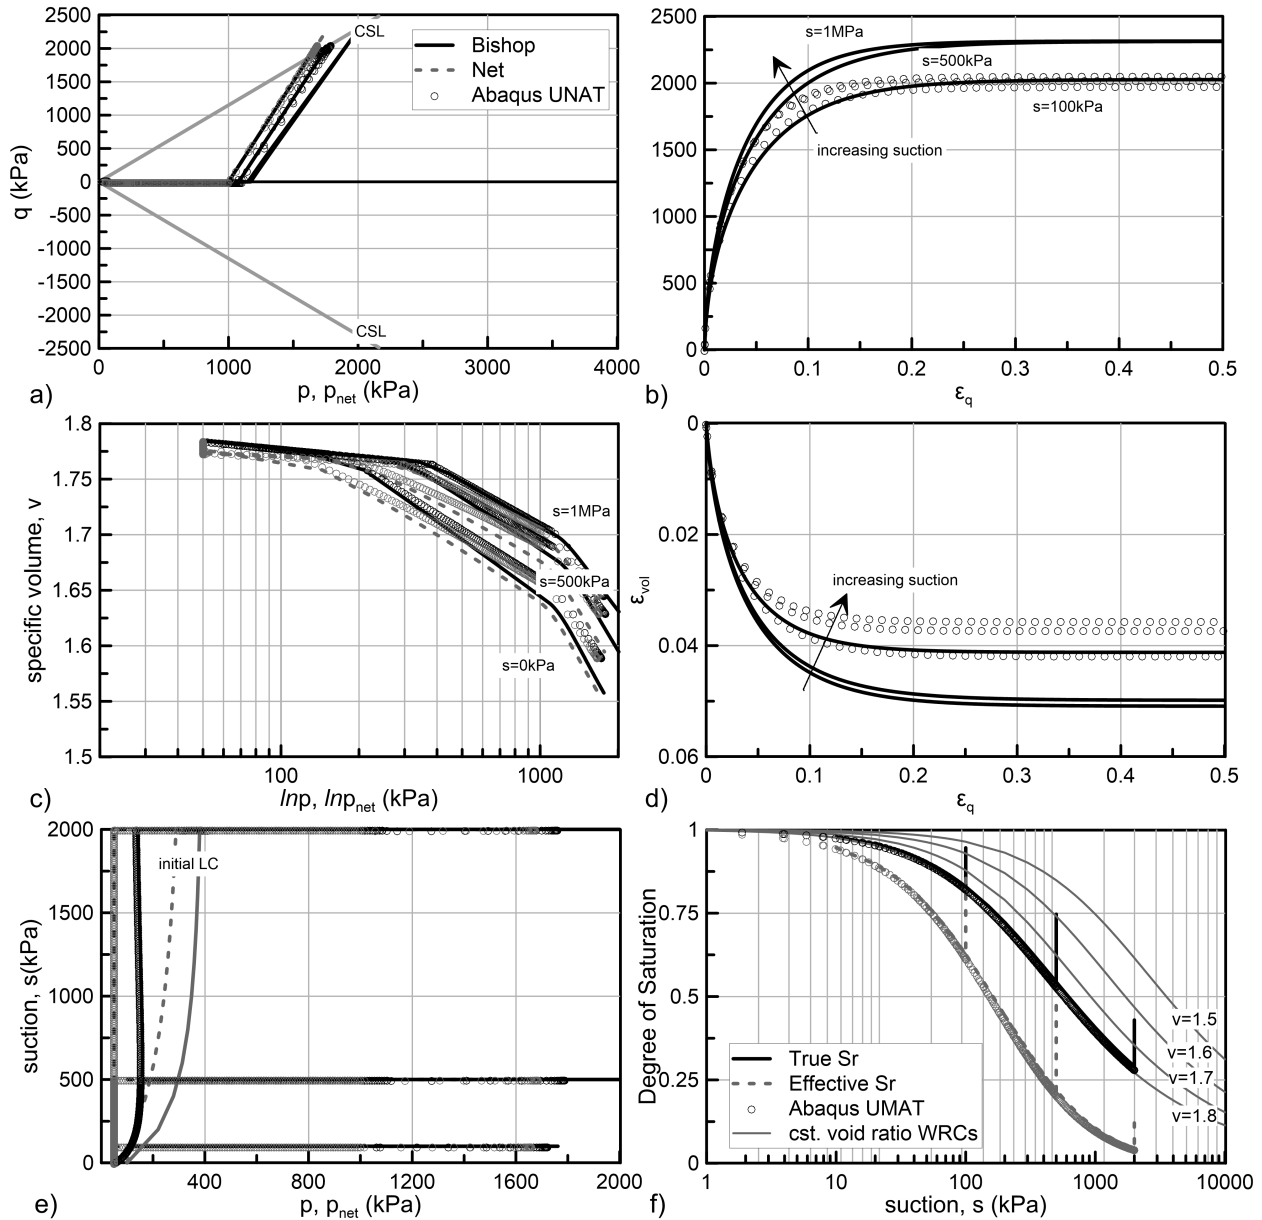 2500
2000
1500
1000
500
0
-500
-1000
-1500
-2000
-2500
q (kPa)
CSL
Bishop
Net
Abaqus UNAT
CSL
0 1000 2000 3000 4000
p, pnet (kPa)
a)
2500
2000
1500
1000
500
0
s=1MPa
s=500kPa
s=100kPa
increasing suction
0 0.1 0.2 0.3 0.4 0.5
εq
b)
1.8
1.75
1.7
1.65
1.6
1.55
1.5
specific volume, v
s=1MPa
s=500kPa
s=0kPa
100 1000
lnp, lnpnet (kPa)
c)
0
0.02
0.04
0.06
εvol
increasing suction
0 0.1 0.2 0.3 0.4 0.5
εq
d)
2000
1500
1000
500
0
suction, s(kPa)
initial LC
400 800 1200 1600 2000
p, pnet (kPa)
e)
1
0.75
0.5
0.25
0
Degree of Saturation
v=1.5
v=1.6
v=1.7
v=1.8
True Sr
Effective Sr
Abaqus UMAT
cst. void ratio WRCs
1 10 100 1000 10000
suction, s (kPa)
f)